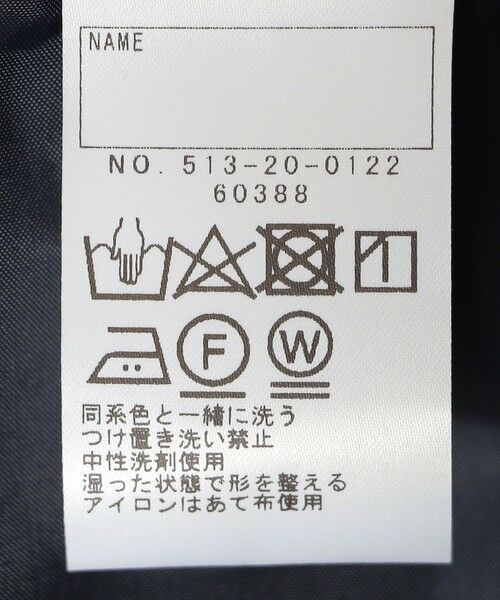 NAME
NO. 513-20-0122
60388
F
W
同系色と一緒に洗う
つけ置き洗い禁止
中性洗剤使用
湿った状態で形を整える
アイロンはあて布使用